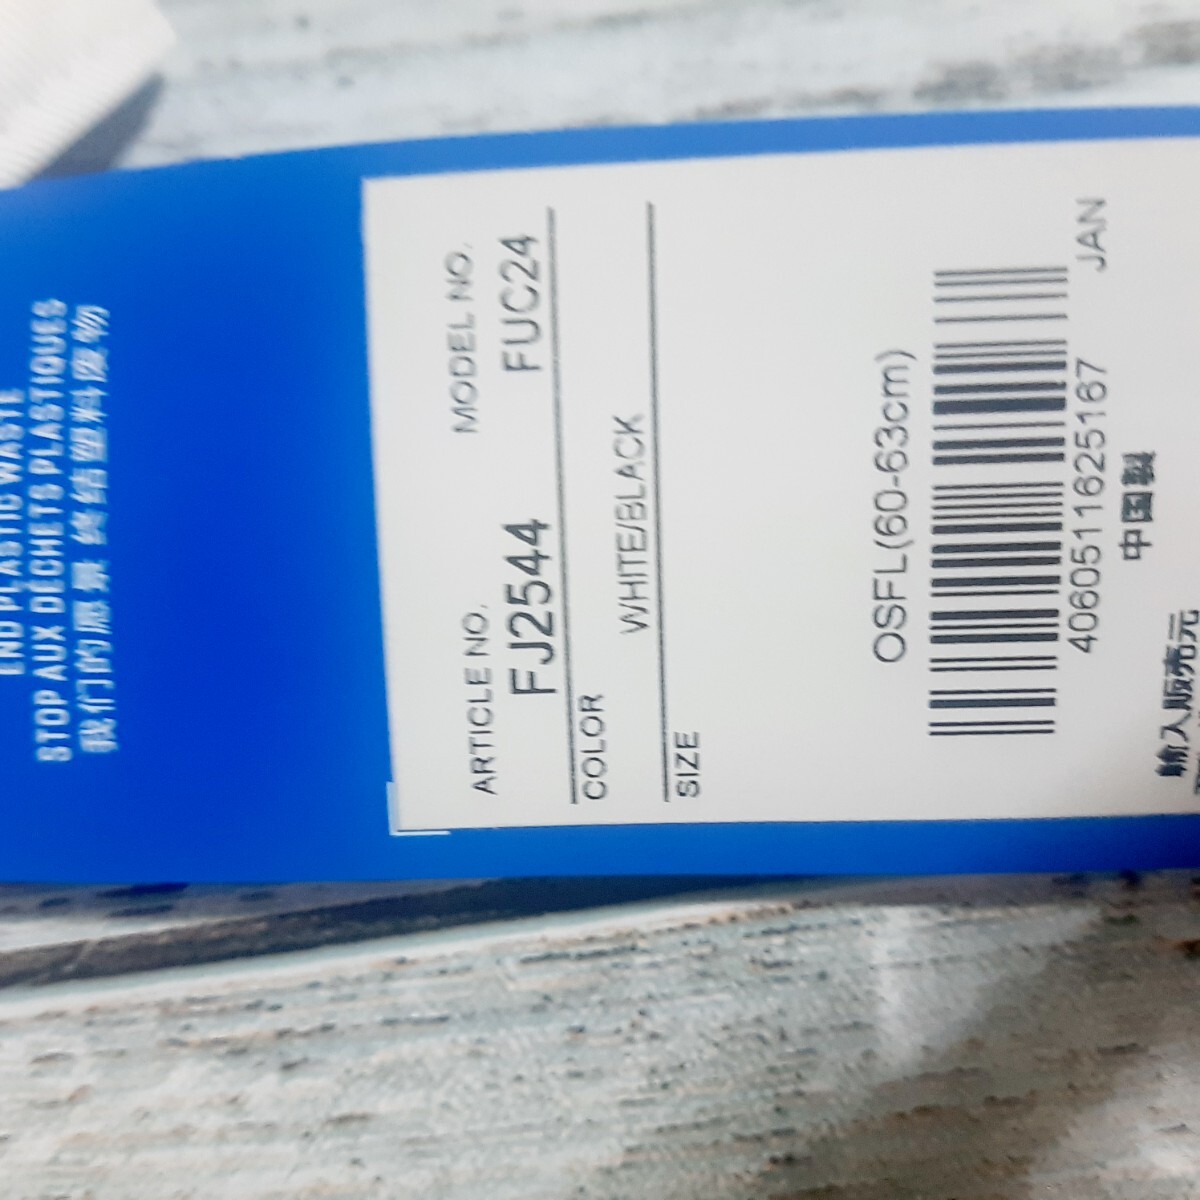 END PLASTIC WASTE
STOP AUX DÉCHETS PLASTIQUES
我们的愿景 终结塑料废物
ARTICLE NO. MODEL NO.
FJ2544 FUC24
COLOR
WHITE/BLACK
SIZE
OSFL(60-63cm)
JAN
4060511625167
中国製
輸入販売元